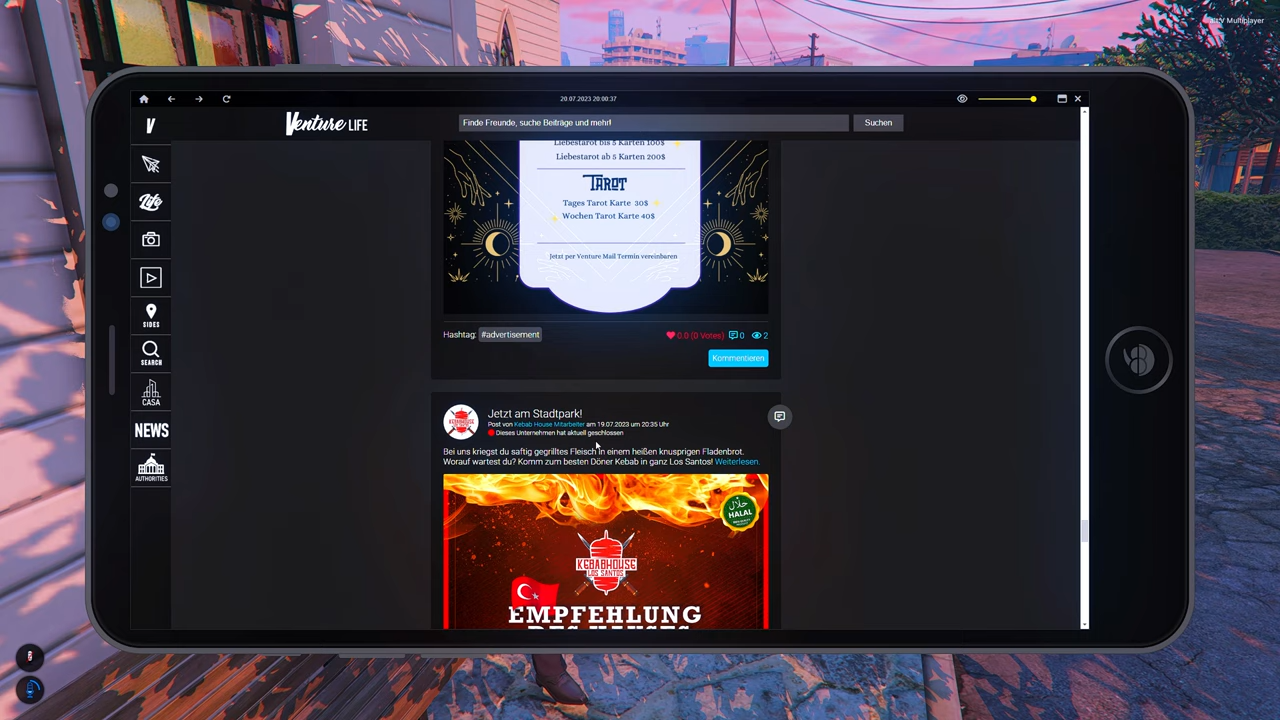 20.07.2023 20:00:37
Venture LIFE
Finde Freunde, suche Beiträge und mehr!
Suchen
V
Life
SIDES
SEARCH
CASA
NEWS
AUTHORITIES
Liebestarot bis 5 Karten 100$
Liebestarot ab 5 Karten 200$
TAROT
Tages Tarot Karte 30$
Wochen Tarot Karte 40$
Jetzt per Venture Mail Termin vereinbaren
Hashtag: #advertisement
0.0 (0 Votes) 0 2
Kommentieren
Jetzt am Stadtpark!
Post von Kebab House Mitarbeiter am 19.07.2023 um 20:35 Uhr
Dieses Unternehmen hat aktuell geschlossen
Bei uns kriegst du saftig gegrilltes Fleisch in einem heißen knusprigen Fladenbrot.
Worauf wartest du? Komm zum besten Döner Kebab in ganz Los Santos! Weiterlesen.
حلال
HALAL
KEBABHOUSE
LOS SANTOS
EMPFEHLUNG
DES HAUSES